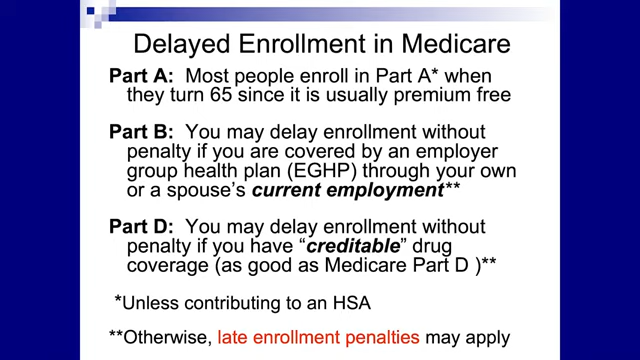 Delayed Enrollment in Medicare
Part A: Most people enroll in Part A* when
they turn 65 since it is usually premium free
Part B: You may delay enrollment without
penalty if you are covered by an employer
group health plan (EGHP) through your own
or a spouse's current employment**
Part D: You may delay enrollment without
penalty if you have “creditable” drug
coverage (as good as Medicare Part D )**
*Unless contributing to an HSA
**Otherwise, late enrollment penalties may apply